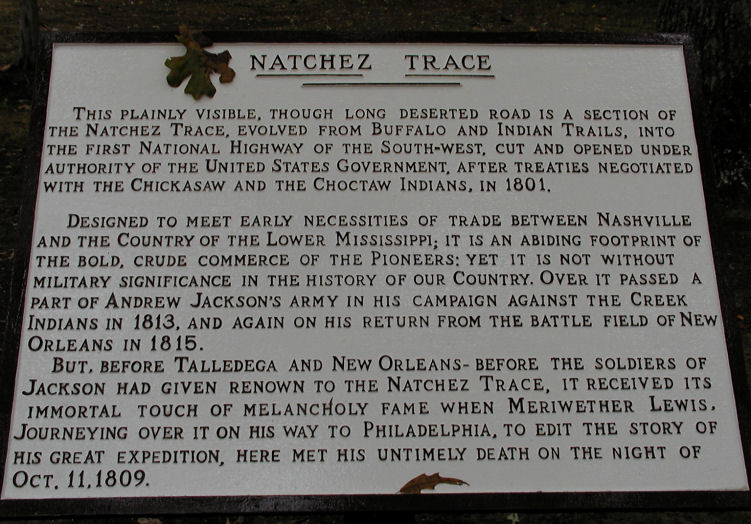 NATCHEZ TRACE
THIS PLAINLY VISIBLE, THOUGH LONG DESERTED ROAD IS A SECTION OF
THE NATCHEZ TRACE, EVOLVED FROM BUFFALO AND INDIAN TRAILS, INTO
THE FIRST NATIONAL HIGHWAY OF THE SOUTH-WEST, CUT AND OPENED UNDER
AUTHORITY OF THE UNITED STATES GOVERNMENT, AFTER TREATIES NEGOTIATED
WITH THE CHICKASAW AND THE CHOCTAW INDIANS, IN 1801.
DESIGNED TO MEET EARLY NECESSITIES OF TRADE BETWEEN NASHVILLE
AND THE COUNTRY OF THE LOWER MISSISSIPPI; IT IS AN ABIDING FOOTPRINT OF
THE BOLD, CRUDE COMMERCE OF THE PIONEERS: YET IT IS NOT WITHOUT
MILITARY SIGNIFICANCE IN THE HISTORY OF OUR COUNTRY. OVER IT PASSED A
PART OF ANDREW JACKSON'S ARMY IN HIS CAMPAIGN AGAINST THE CREEK
INDIANS IN 1813, AND AGAIN ON HIS RETURN FROM THE BATTLE FIELD OF NEW
ORLEANS IN 1815.
BUT, BEFORE TALLEDEGA AND NEW ORLEANS- BEFORE THE SOLDIERS OF
JACKSON HAD GIVEN RENOWN TO THE NATCHEZ TRACE, IT RECEIVED ITS
IMMORTAL TOUCH OF MELANCHOLY FAME WHEN MERIWETHER LEWIS,
JOURNEYING OVER IT ON HIS WAY TO PHILADELPHIA, TO EDIT THE STORY OF
HIS GREAT EXPEDITION, HERE MET HIS UNTIMELY DEATH ON THE NIGHT OF
OCT. 11, 1809.